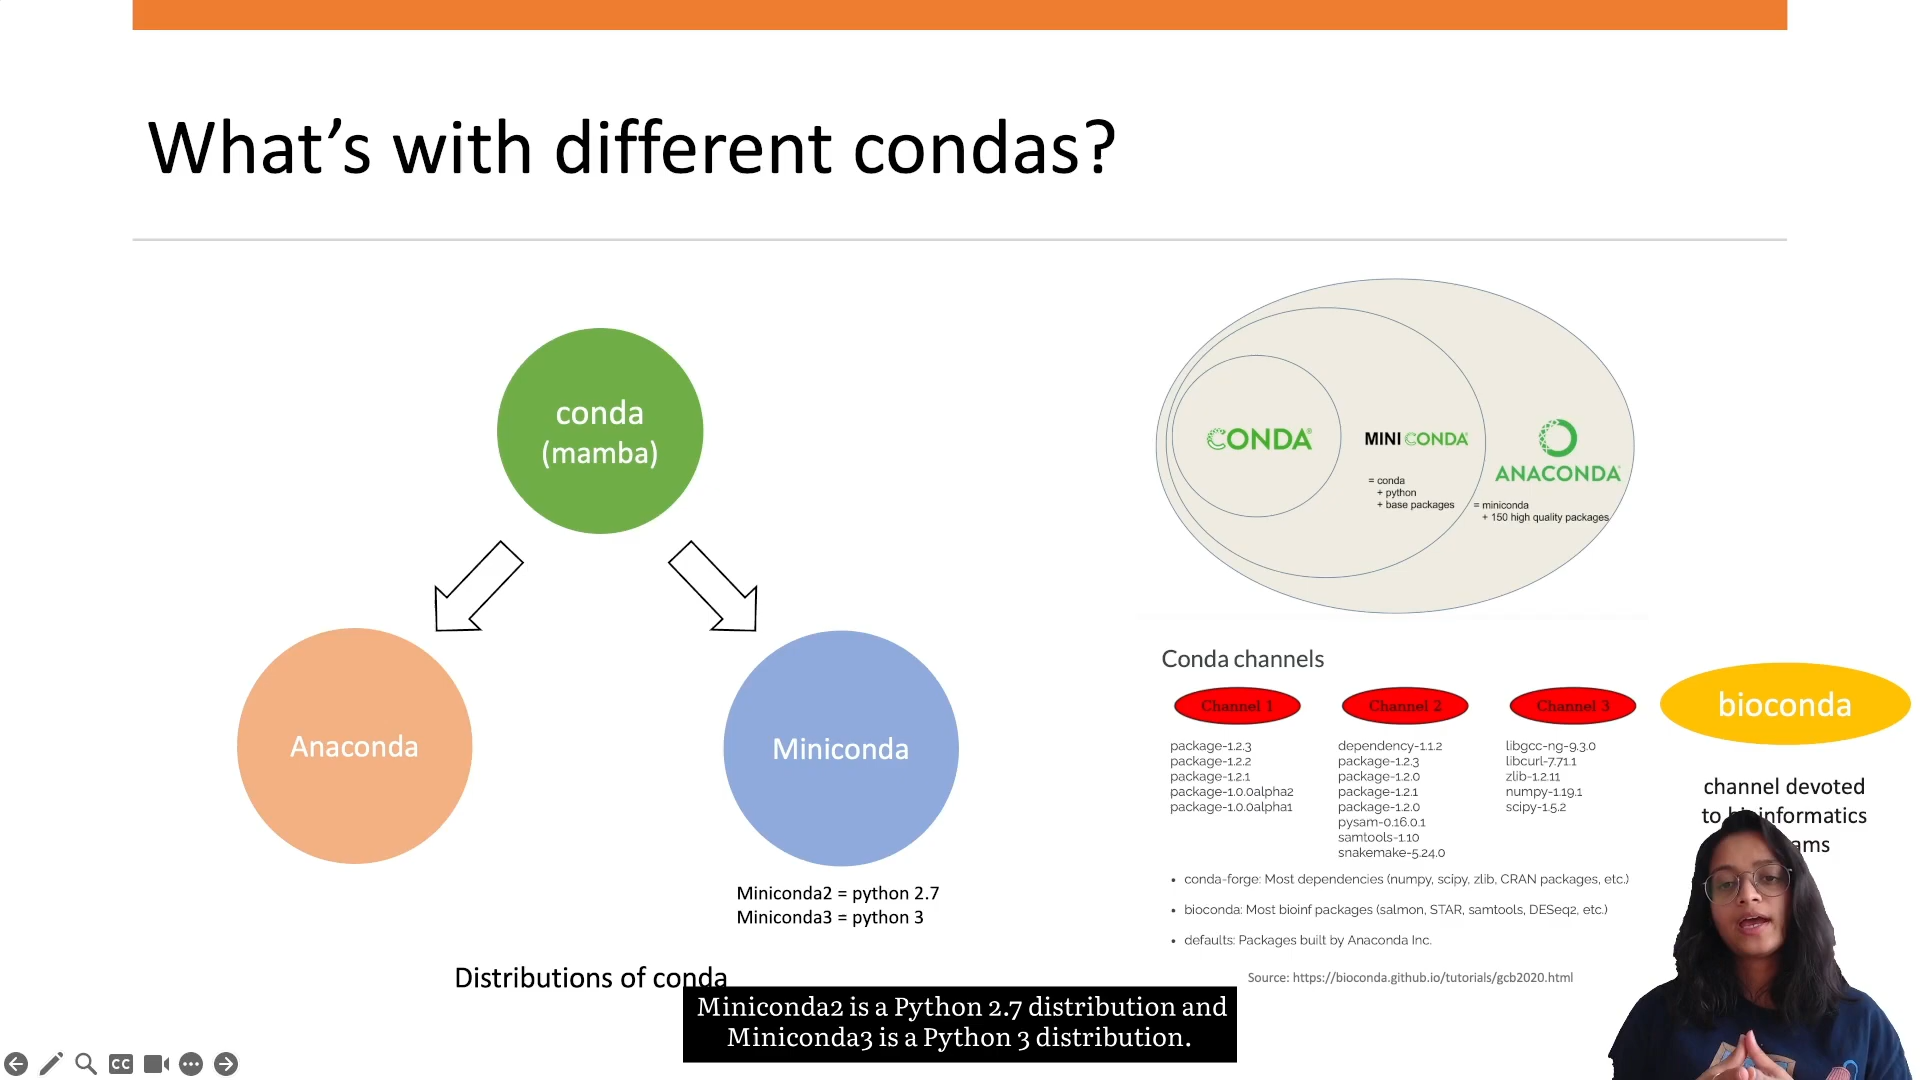 What's with different condas?
conda
(mamba)
Anaconda
Miniconda
Miniconda2 = python 2.7
Miniconda3 = python 3
Distributions of conda
CONDA
MINICONDA
= conda
+ python
+ base packages
ANACONDA
= miniconda
+ 150 high quality packages
Conda channels
Channel 1
package-1.2.3
package-1.2.2
package-1.2.1
package-1.0.0alpha2
package-1.0.0alpha1
Channel 2
dependency-1.1.2
package-1.2.3
package-1.2.0
package-1.2.1
package-1.2.0
pysam-0.16.0.1
samtools-1.10
snakemake-5.24.0
Channel 3
libgcc-ng-9.3.0
libcurl-7.71.1
zlib-1.2.11
numpy-1.19.1
scipy-1.5.2
bioconda
channel devoted
to informatics
• conda-forge: Most dependencies (numpy, scipy, zlib, CRAN packages, etc.)
• bioconda: Most bioinf packages (salmon, STAR, samtools, DESeq2, etc.)
• defaults: Packages built by Anaconda Inc.
Source: https://bioconda.github.io/tutorials/gcb2020.html
Miniconda2 is a Python 2.7 distribution and
Miniconda3 is a Python 3 distribution.
CC